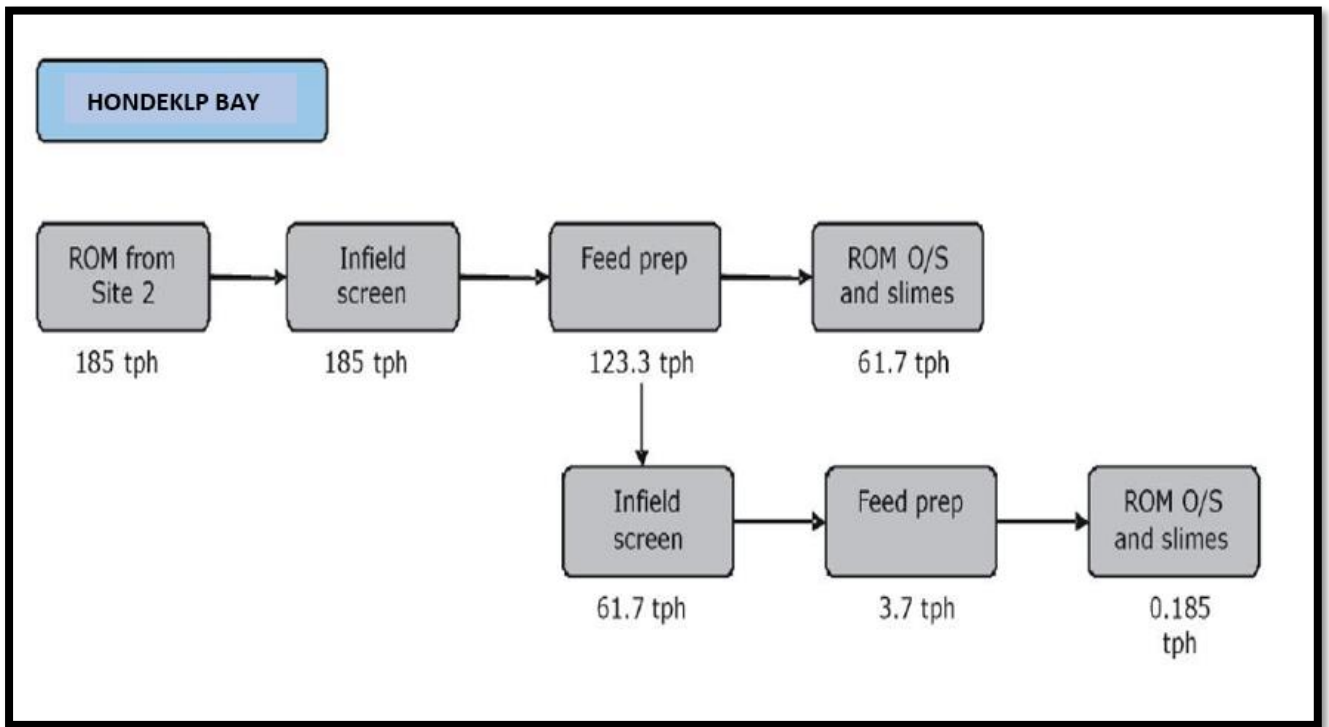 HONDEKLP BAY
ROM from
Site 2
185 tph
Infield
screen
185 tph
Feed prep
123.3 tph
ROM O/S
and slimes
61.7 tph
Infield
screen
61.7 tph
Feed prep
3.7 tph
ROM O/S
and slimes
0.185
tph